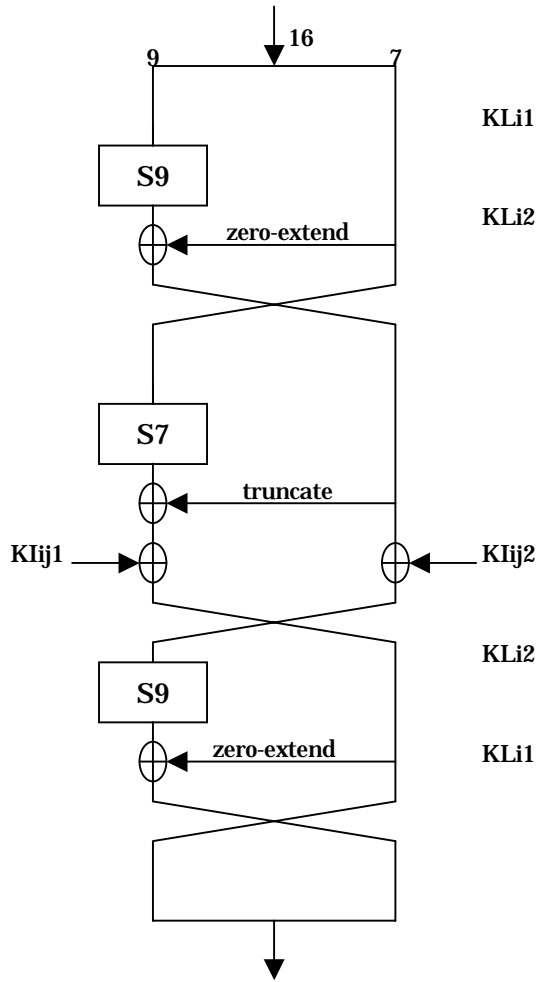 16
9 7
KLi1
S9
KLi2
zero-extend
S7
truncate
KIij1 KIij2
KLi2
S9
zero-extend
KLi1